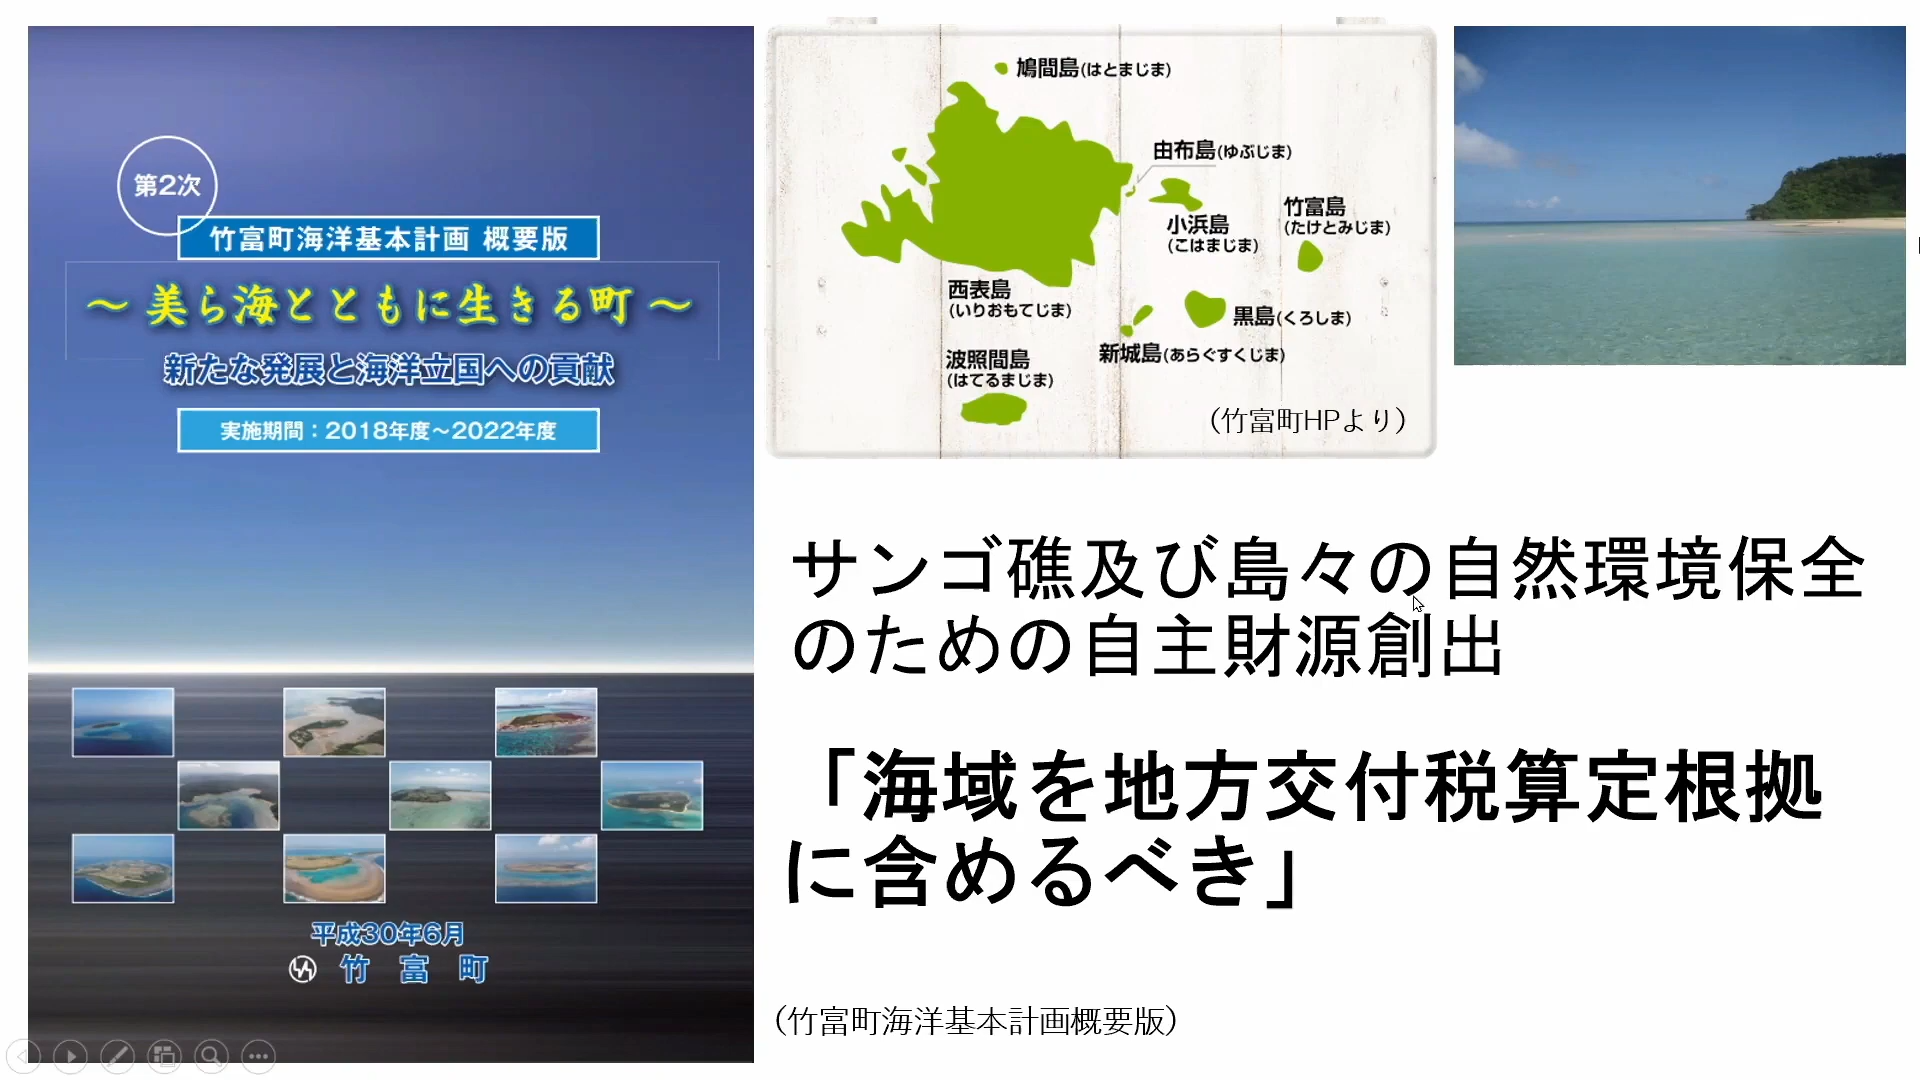 第2次
竹富町海洋基本計画 概要版
～ 美ら海とともに生きる町 ～
新たな発展と海洋立国への貢献
実施期間：2018年度～2022年度
平成30年6月
竹 富 町
鳩間島(はとまじま)
由布島(ゆぶじま)
小浜島
(こはまじま)
竹富島
(たけとみじま)
西表島
(いりおもてじま)
黒島(くろしま)
新城島(あらぐすくじま)
波照間島
(はてるまじま)
（竹富町HPより）
サンゴ礁及び島々の自然環境保全
のための自主財源創出
「海域を地方交付税算定根拠
に含めるべき」
（竹富町海洋基本計画概要版）